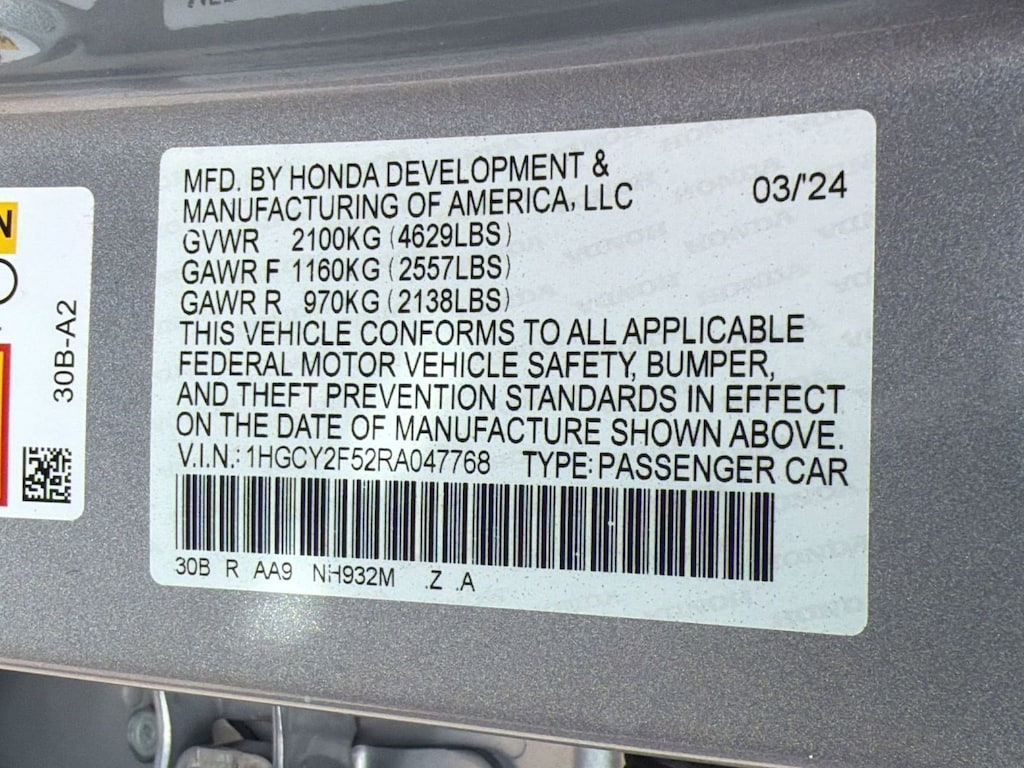 MFD. BY HONDA DEVELOPMENT &
MANUFACTURING OF AMERICA, LLC
03/'24
GVWR 2100KG (4629LBS)
GAWR F 1160KG (2557LBS)
GAWR R 970KG (2138LBS)
THIS VEHICLE CONFORMS TO ALL APPLICABLE
FEDERAL MOTOR VEHICLE SAFETY, BUMPER,
AND THEFT PREVENTION STANDARDS IN EFFECT
ON THE DATE OF MANUFACTURE SHOWN ABOVE.
V.I.N.: 1HGCY2F52RA047768 TYPE: PASSENGER CAR
30B R AA9 NH932M .Z .A
30B-A2
N